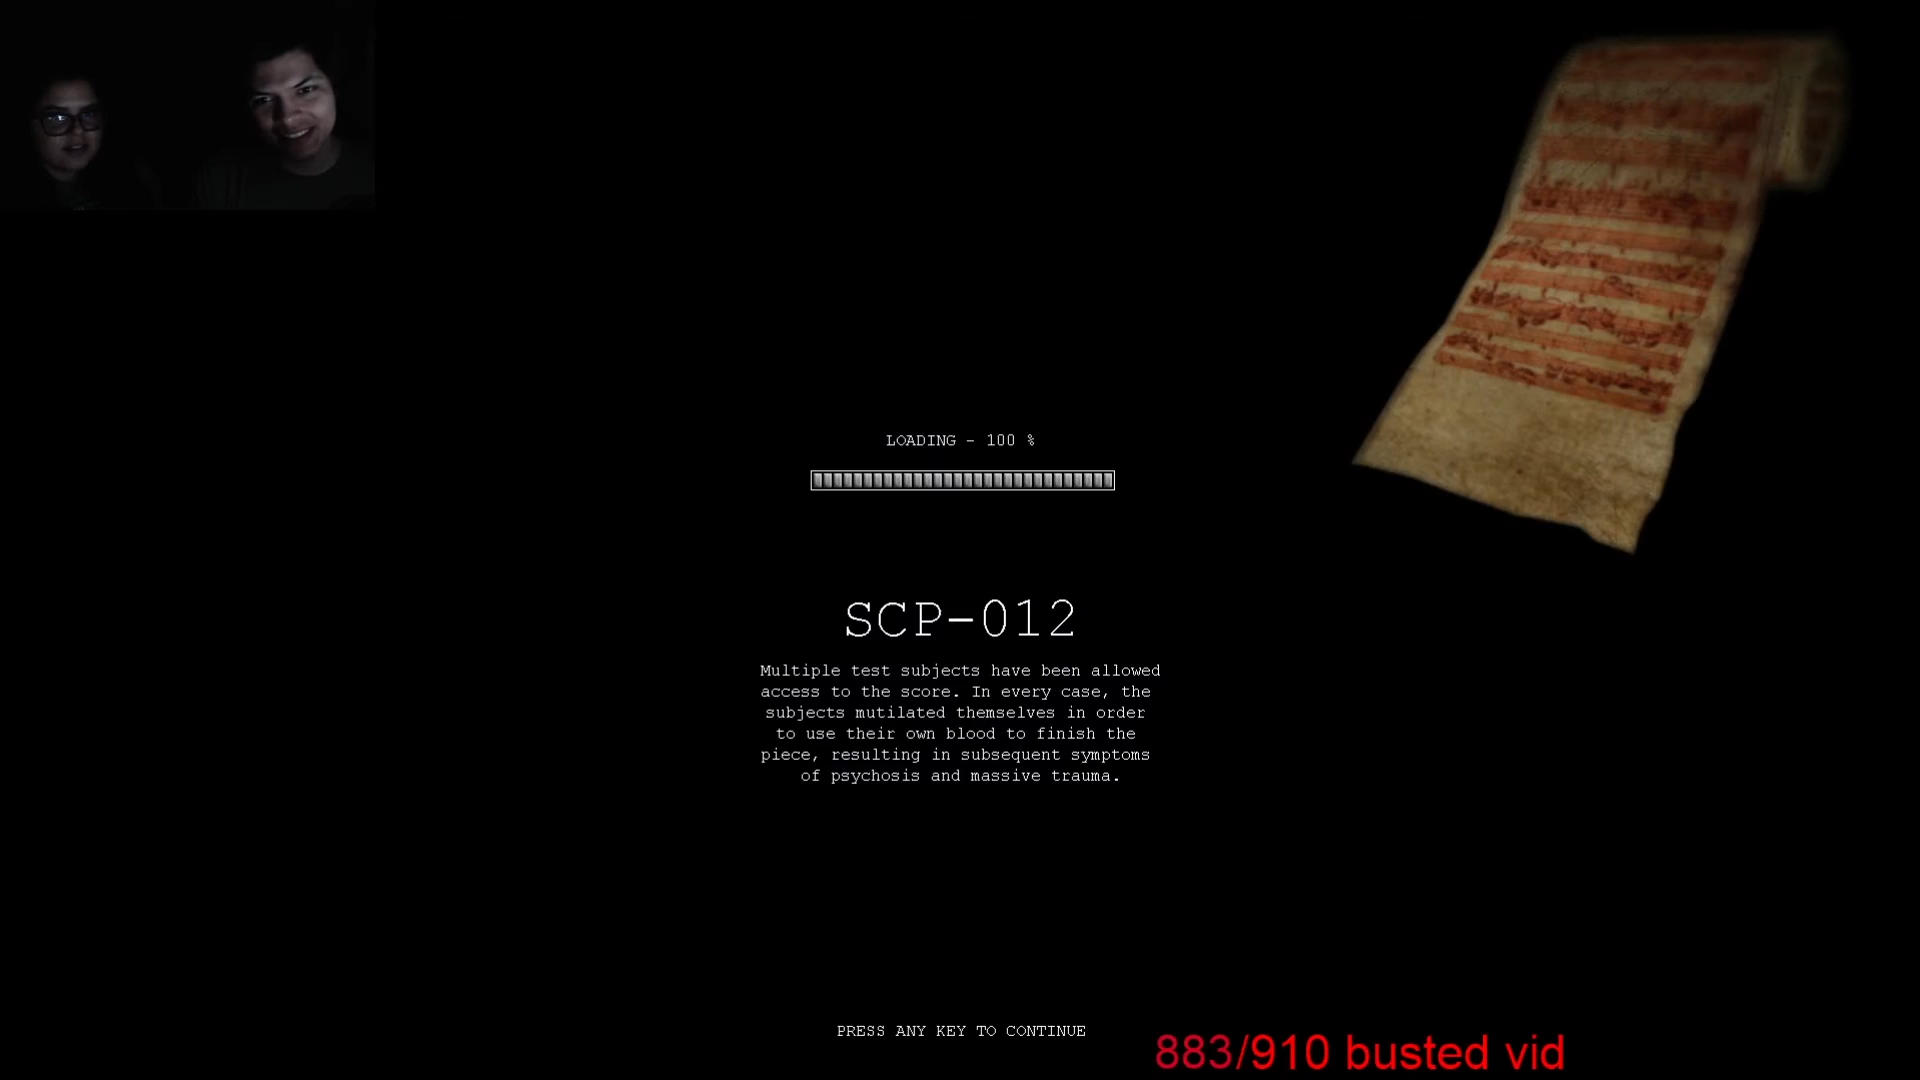 LOADING - 100 %
SCP-012
Multiple test subjects have been allowed
access to the score. In every case, the
subjects mutilated themselves in order
to use their own blood to finish the
piece, resulting in subsequent symptoms
of psychosis and massive trauma.
PRESS ANY KEY TO CONTINUE
883/910 busted vid